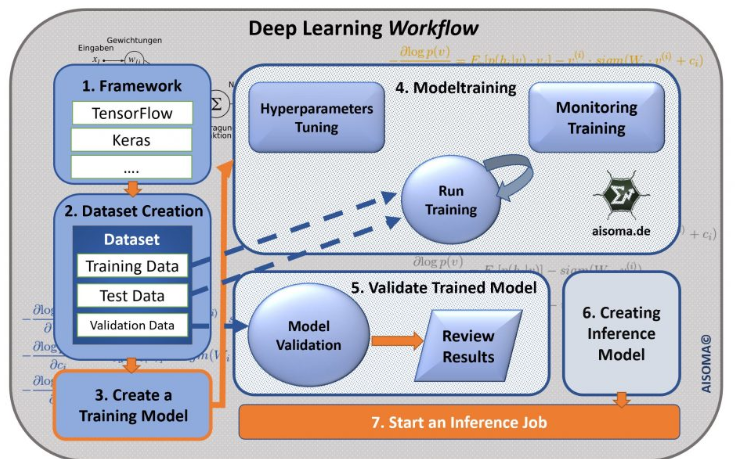 Deep Learning Workflow
Gewichtungen
Eingaben
1. Framework
TensorFlow
Keras
....
2. Dataset Creation
Dataset
Training Data
Test Data
Validation Data
3. Create a
Training Model
4. Modeltraining
Hyperparameters
Tuning
Monitoring
Training
Run
Training
aisoma.de
5. Validate Trained Model
Model
Validation
Review
Results
6. Creating
Inference
Model
7. Start an Inference Job
AISOMA©